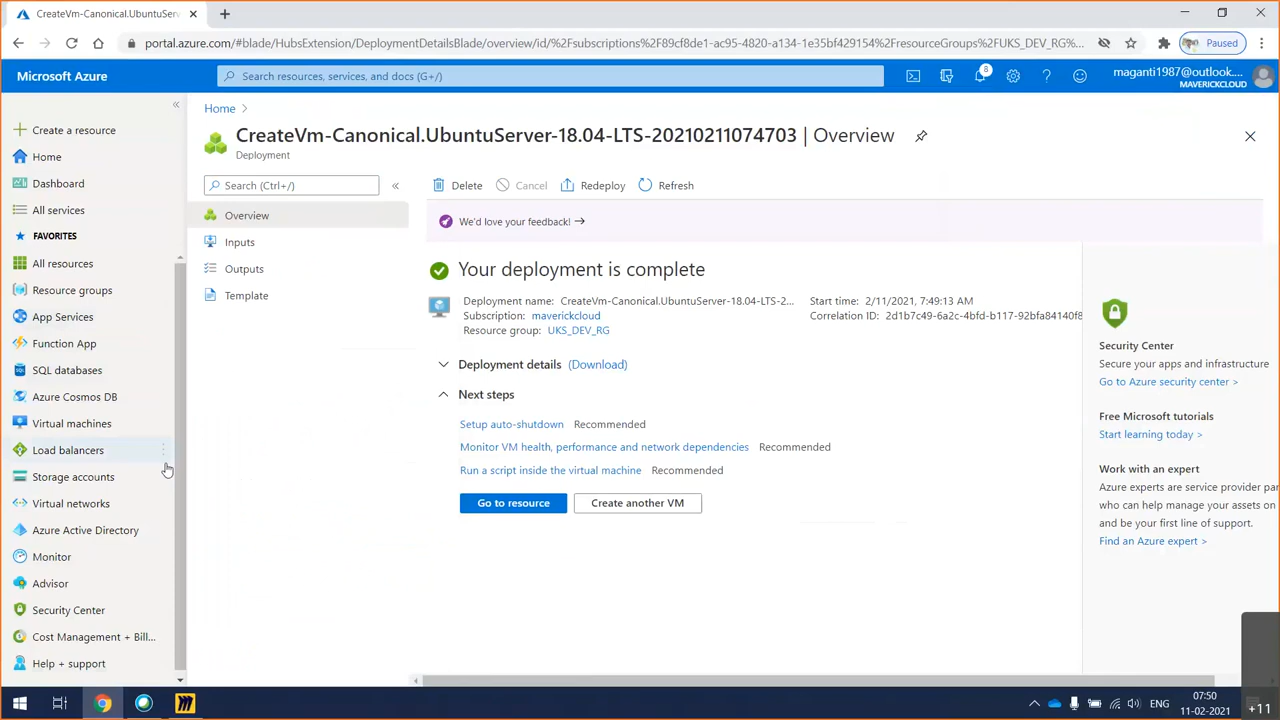 CreateVm-Canonical.UbuntuServ
portal.azure.com/#blade/HubsExtension/DeploymentDetailsBlade/overview/id/%2Fsubscriptions%2F89cf8de1-ac95-4820-a134-1e35bf429154%2FresourceGroups%2FUKS_DEV_RG%...
Paused
Microsoft Azure
Search resources, services, and docs (G+/)
8
maganti1987@outlook....
MAVERICKCLOUD
Create a resource
Home
Dashboard
All services
FAVORITES
All resources
Resource groups
App Services
Function App
SQL databases
Azure Cosmos DB
Virtual machines
Load balancers
Storage accounts
Virtual networks
Azure Active Directory
Monitor
Advisor
Security Center
Cost Management + Bill...
Help + support
Home >
CreateVm-Canonical.UbuntuServer-18.04-LTS-20210211074703 | Overview
Deployment
Search (Ctrl+/)
Overview
Inputs
Outputs
Template
Delete Cancel Redeploy Refresh
We'd love your feedback! →
Your deployment is complete
Deployment name: CreateVm-Canonical.UbuntuServer-18.04-LTS-2...
Subscription: maverickcloud
Resource group: UKS_DEV_RG
Start time: 2/11/2021, 7:49:13 AM
Correlation ID: 2d1b7c49-6a2c-4bfd-b117-92bfa84140f8
Deployment details (Download)
Next steps
Setup auto-shutdown Recommended
Monitor VM health, performance and network dependencies Recommended
Run a script inside the virtual machine Recommended
Go to resource
Create another VM
Security Center
Secure your apps and infrastructure
Go to Azure security center >
Free Microsoft tutorials
Start learning today >
Work with an expert
Azure experts are service provider par
who can help manage your assets on
and be your first line of support.
Find an Azure expert >
ENG
07:50
11-02-2021
+11